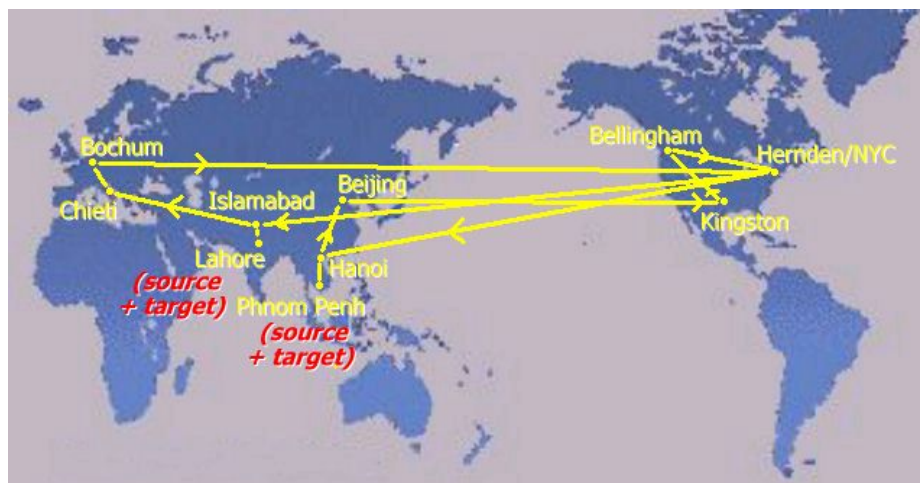 Bellingham
Bochum
Hernden/NYC
Beijing
Islamabad
Chieti
Kingston
Lahore
Hanoi
(source
+ target)
Phnom Penh
(source
+ target)